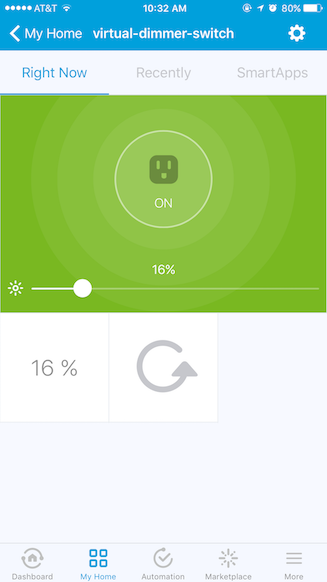 AT&T 10:32 AM 80%
My Home virtual-dimmer-switch
Right Now Recently SmartApps
ON
16%
16 %
Dashboard My Home Automation Marketplace More